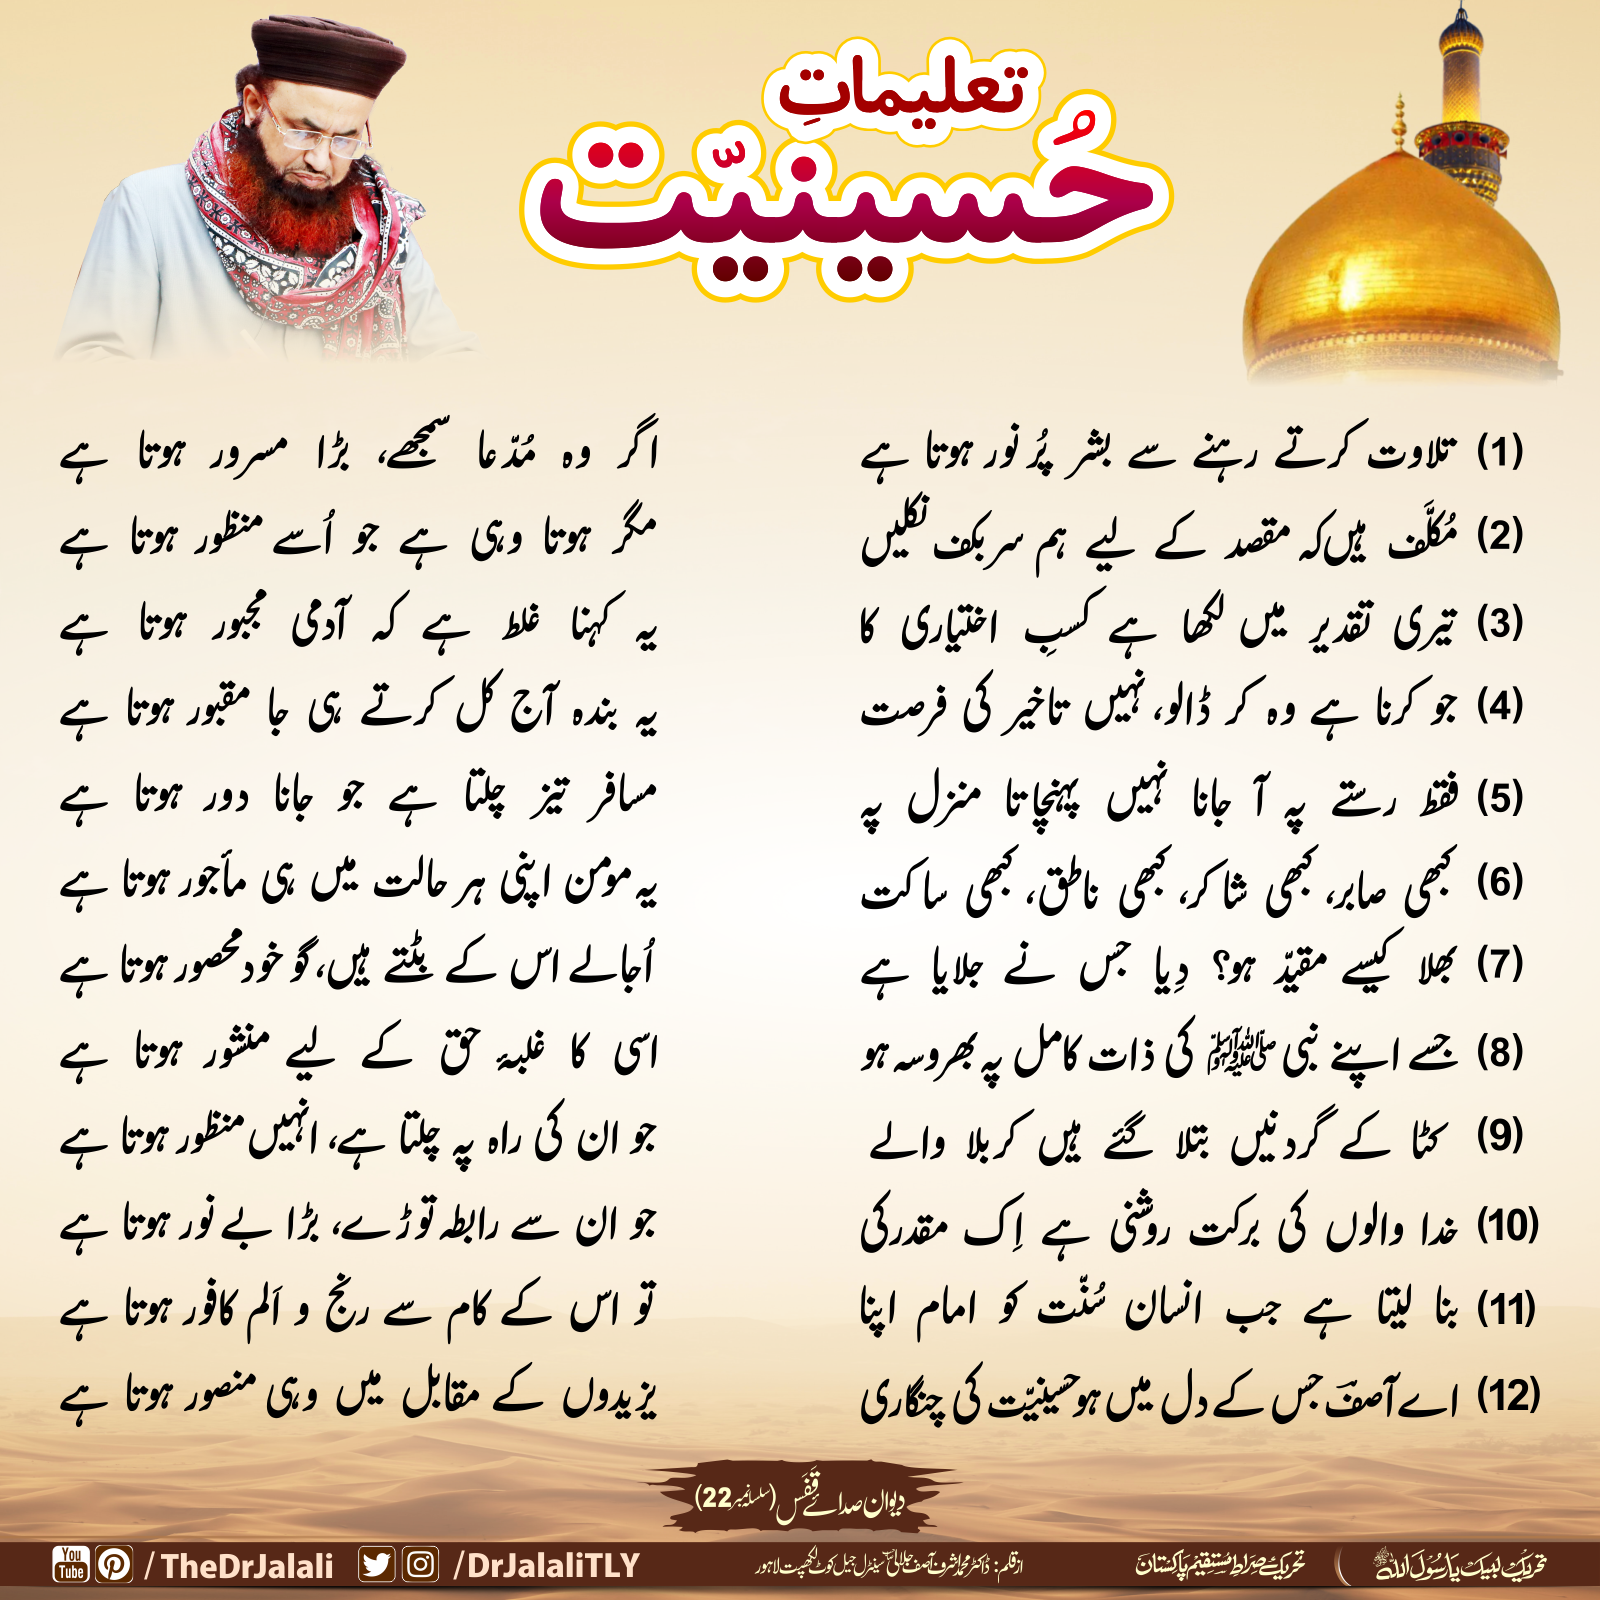 تعلیماتِ
حُسینیّت
(1) تلاوت کرتے رہنے سے بشر پُر نور ہوتا ہے اگر وہ مُدّعا سمجھے، بڑا مسرور ہوتا ہے
(2) مُکلَّف ہیں کہ مقصد کے لیے ہم سر بکف نکلیں مگر ہوتا وہی ہے جو اُسے منظور ہوتا ہے
(3) تیری تقدیر میں لکھا ہے کسبِ اختیاری کا یہ کہنا غلط ہے کہ آدمی مجبور ہوتا ہے
(4) جو کرنا ہے وہ کر ڈالو، نہیں تاخیر کی فرصت یہ بندہ آج کل کرتے ہی جا مقبور ہوتا ہے
(5) فقط رستے پہ آ جانا نہیں پہنچاتا منزل پہ مسافر تیز چلتا ہے جو جانا دور ہوتا ہے
(6) کبھی صابر، کبھی شاکر، کبھی ناطق، کبھی ساکت یہ مومن اپنی ہر حالت میں ہی مأجور ہوتا ہے
(7) بھلا کیسے مقیّد ہو؟ دِیا جس نے جلایا ہے اُجالے اس کے بٹتے ہیں، گو خود محصور ہوتا ہے
(8) جسے اپنے نبی ﷺ کی ذات کامل پہ بھروسہ ہو اسی کا غلبۂ حق کے لیے منشور ہوتا ہے
(9) کٹا کے گردنیں بتلا گئے ہیں کربلا والے جو ان کی راہ پہ چلتا ہے، انہیں منظور ہوتا ہے
(10) خدا والوں کی برکت روشنی ہے اِک مقدر کی جو ان سے رابطہ توڑے، بڑا بے نور ہوتا ہے
(11) بنا لیتا ہے جب انسان سُنّت کو امام اپنا تو اس کے کام سے رنج و اَلم کافور ہوتا ہے
(12) اے آصفؔ جس کے دل میں ہو حسینیّت کی چنگاری یزیدوں کے مقابل میں وہی منصور ہوتا ہے
دیوان صدائے قَفَس (سلسلہ نمبر 22)
تحریک لبیک یا رسول اللہ ﷺ
تحریک صراط مستقیم پاکستان
ازقلم: ڈاکٹر محمد اشرف آصف جلالی سینٹرل جیل کوٹ لکھپت لاہور
/DrJalaliTLY
You Tube /TheDrJalali